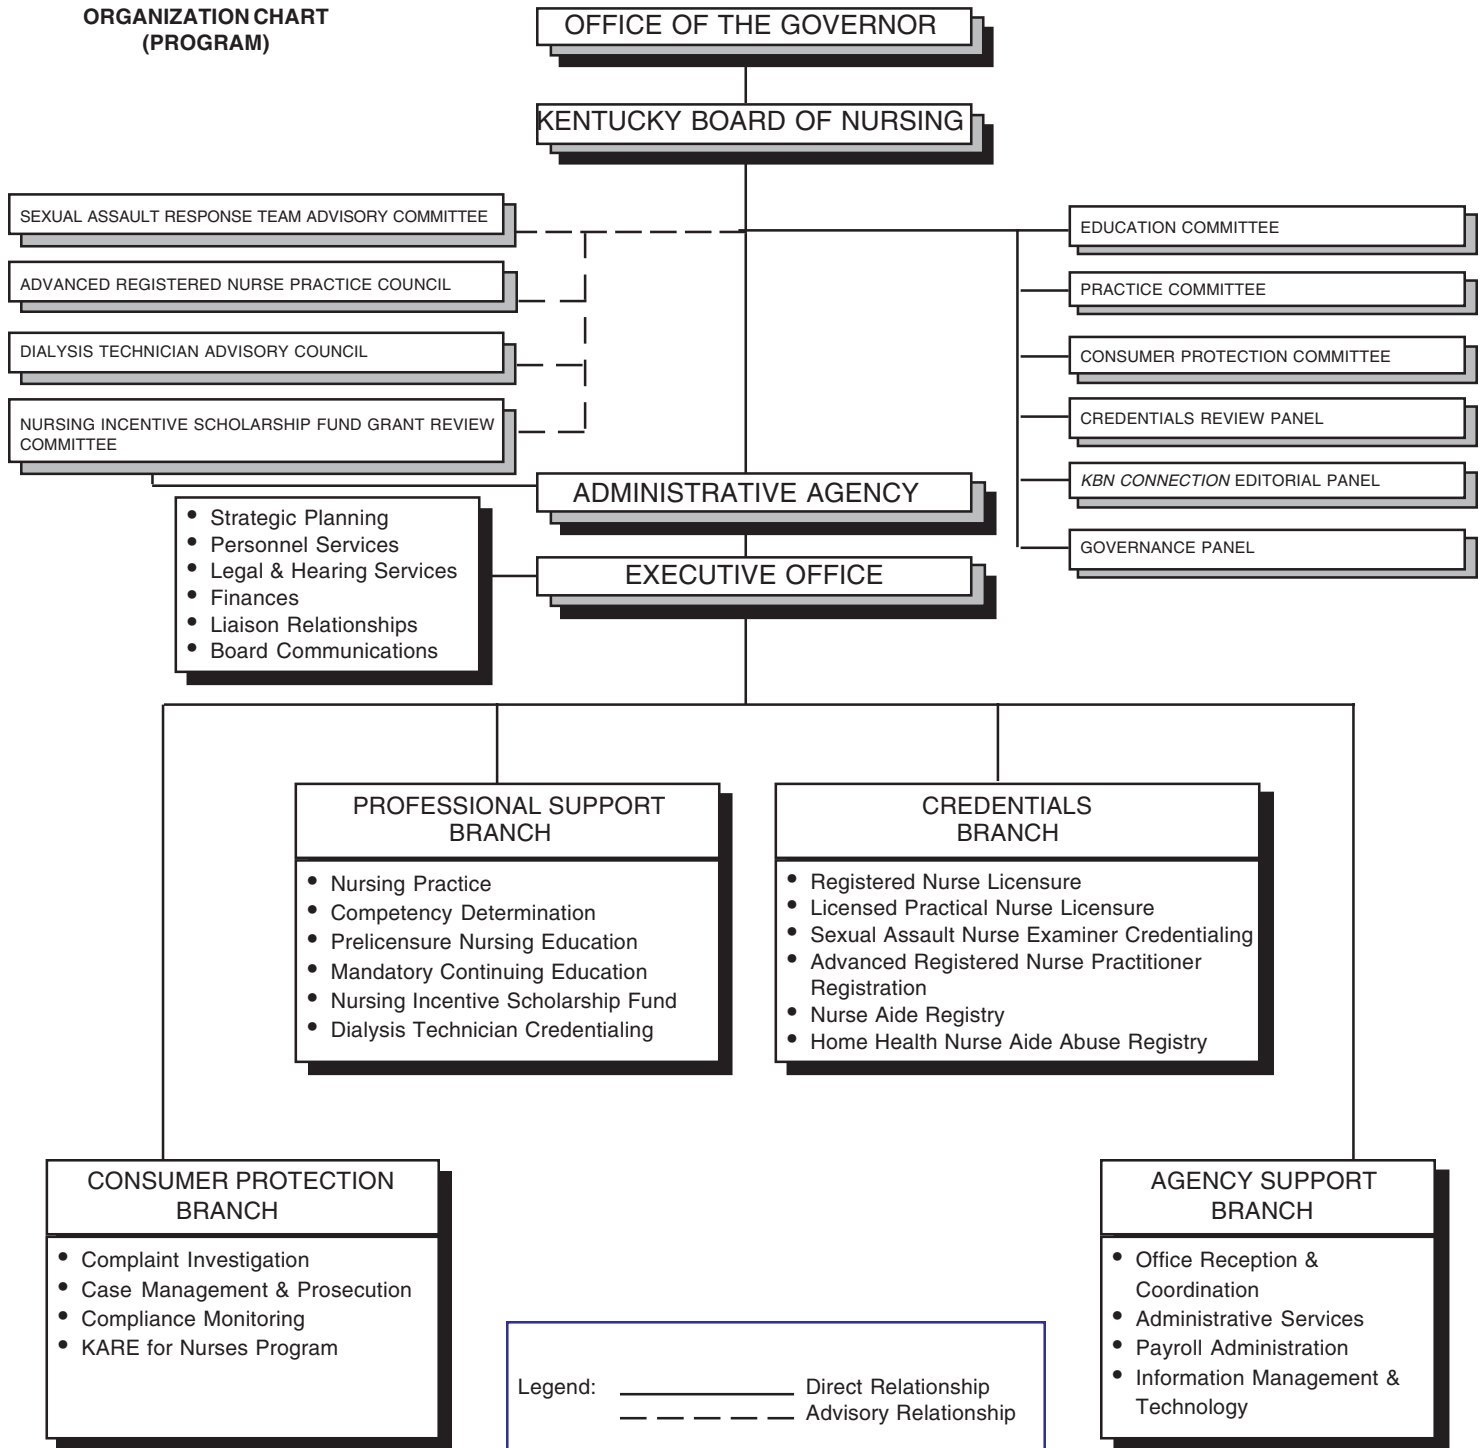 ORGANIZATION CHART
(PROGRAM)
OFFICE OF THE GOVERNOR
KENTUCKY BOARD OF NURSING
SEXUAL ASSAULT RESPONSE TEAM ADVISORY COMMITTEE
ADVANCED REGISTERED NURSE PRACTICE COUNCIL
DIALYSIS TECHNICIAN ADVISORY COUNCIL
NURSING INCENTIVE SCHOLARSHIP FUND GRANT REVIEW
COMMITTEE
EDUCATION COMMITTEE
PRACTICE COMMITTEE
CONSUMER PROTECTION COMMITTEE
CREDENTIALS REVIEW PANEL
KBN CONNECTION EDITORIAL PANEL
GOVERNANCE PANEL
ADMINISTRATIVE AGENCY
EXECUTIVE OFFICE
• Strategic Planning
• Personnel Services
• Legal & Hearing Services
• Finances
• Liaison Relationships
• Board Communications
PROFESSIONAL SUPPORT
BRANCH
• Nursing Practice
• Competency Determination
• Prelicensure Nursing Education
• Mandatory Continuing Education
• Nursing Incentive Scholarship Fund
• Dialysis Technician Credentialing
CREDENTIALS
BRANCH
• Registered Nurse Licensure
• Licensed Practical Nurse Licensure
• Sexual Assault Nurse Examiner Credentialing
• Advanced Registered Nurse Practitioner
Registration
• Nurse Aide Registry
• Home Health Nurse Aide Abuse Registry
CONSUMER PROTECTION
BRANCH
• Complaint Investigation
• Case Management & Prosecution
• Compliance Monitoring
• KARE for Nurses Program
AGENCY SUPPORT
BRANCH
• Office Reception &
Coordination
• Administrative Services
• Payroll Administration
• Information Management &
Technology
Legend: Direct Relationship
Advisory Relationship